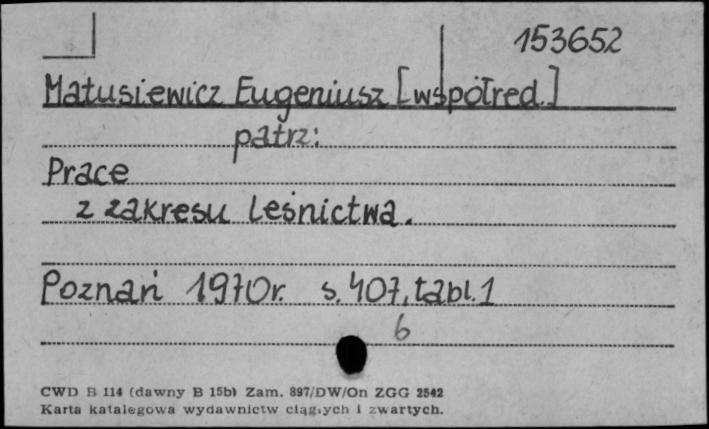 153652
Matusiewicz Eugeniusz [współred.]
patrz:
Prace
z zakresu leśnictwa.
Poznań 1970r. s. 407, tabl. 1
6
CWD B 114 (dawny B 15b) Zam. 897/DW/On ZGG 2542
Karta katalogowa wydawnictw ciągłych i zwartych.